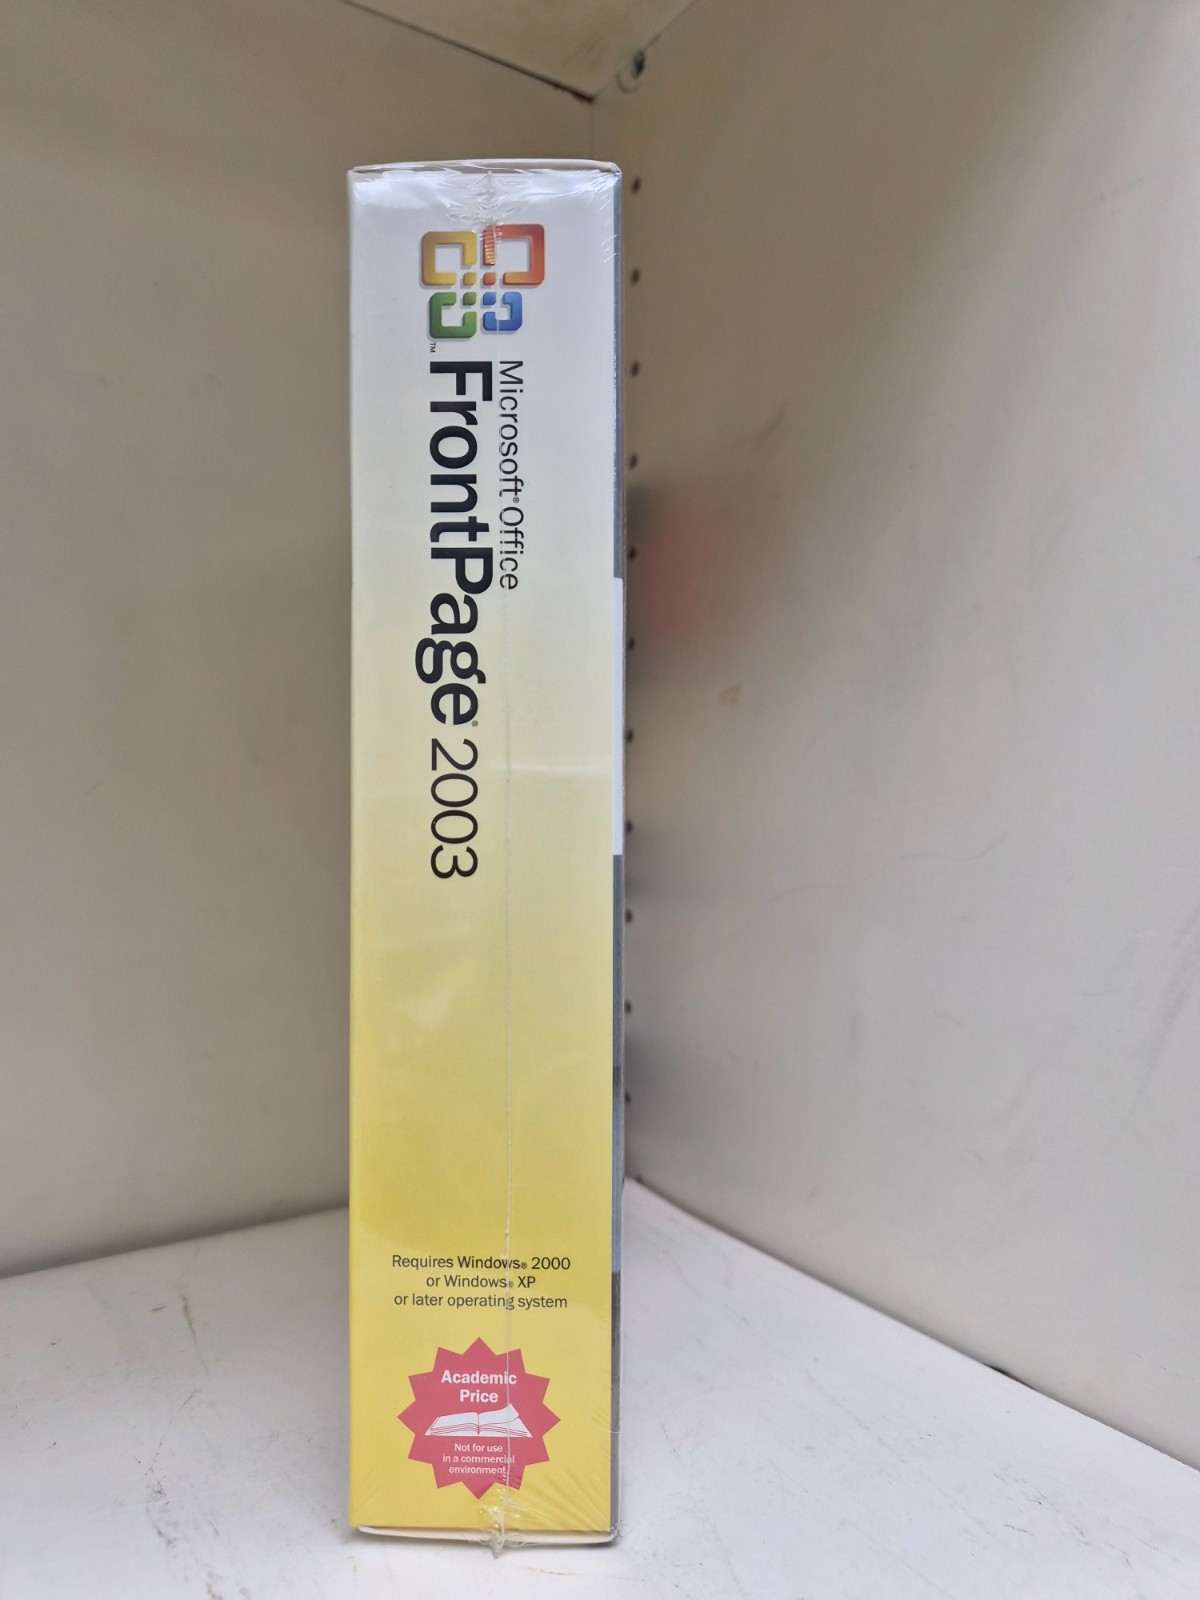 Microsoft® Office
FrontPage® 2003
™
Requires Windows® 2000
or Windows® XP
or later operating system
Academic
Price
Not for use
in a commercial
environment.